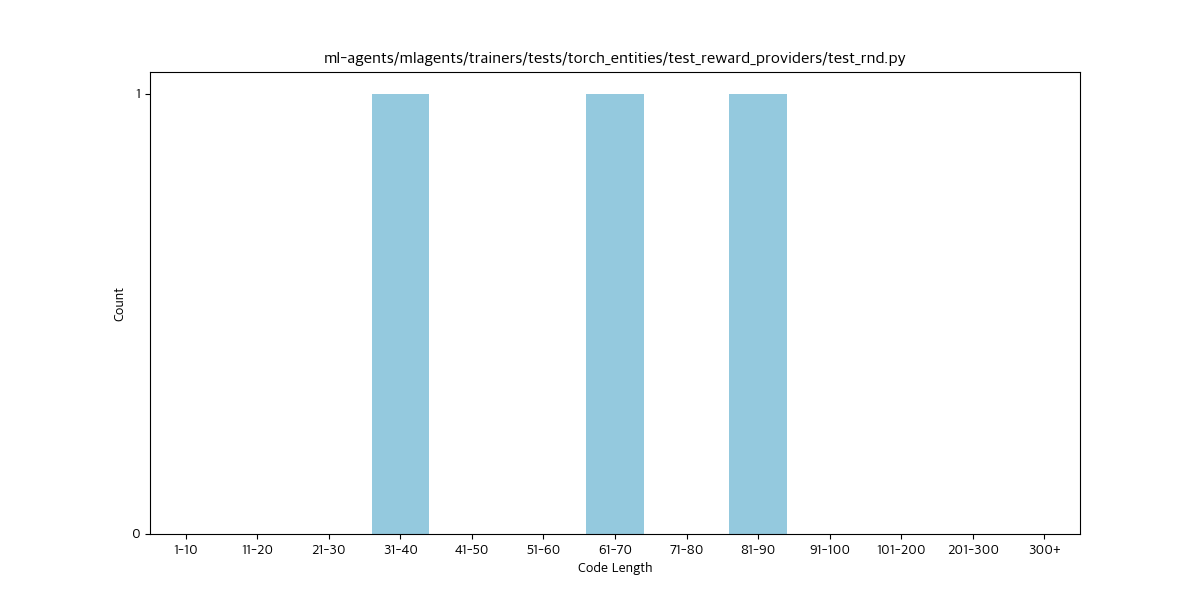 ml-agents/mlagents/trainers/tests/torch_entities/test_reward_providers/test_rnd.py
1
Count
0
1-10 11-20 21-30 31-40 41-50 51-60 61-70 71-80 81-90 91-100 101-200 201-300 300+
Code Length